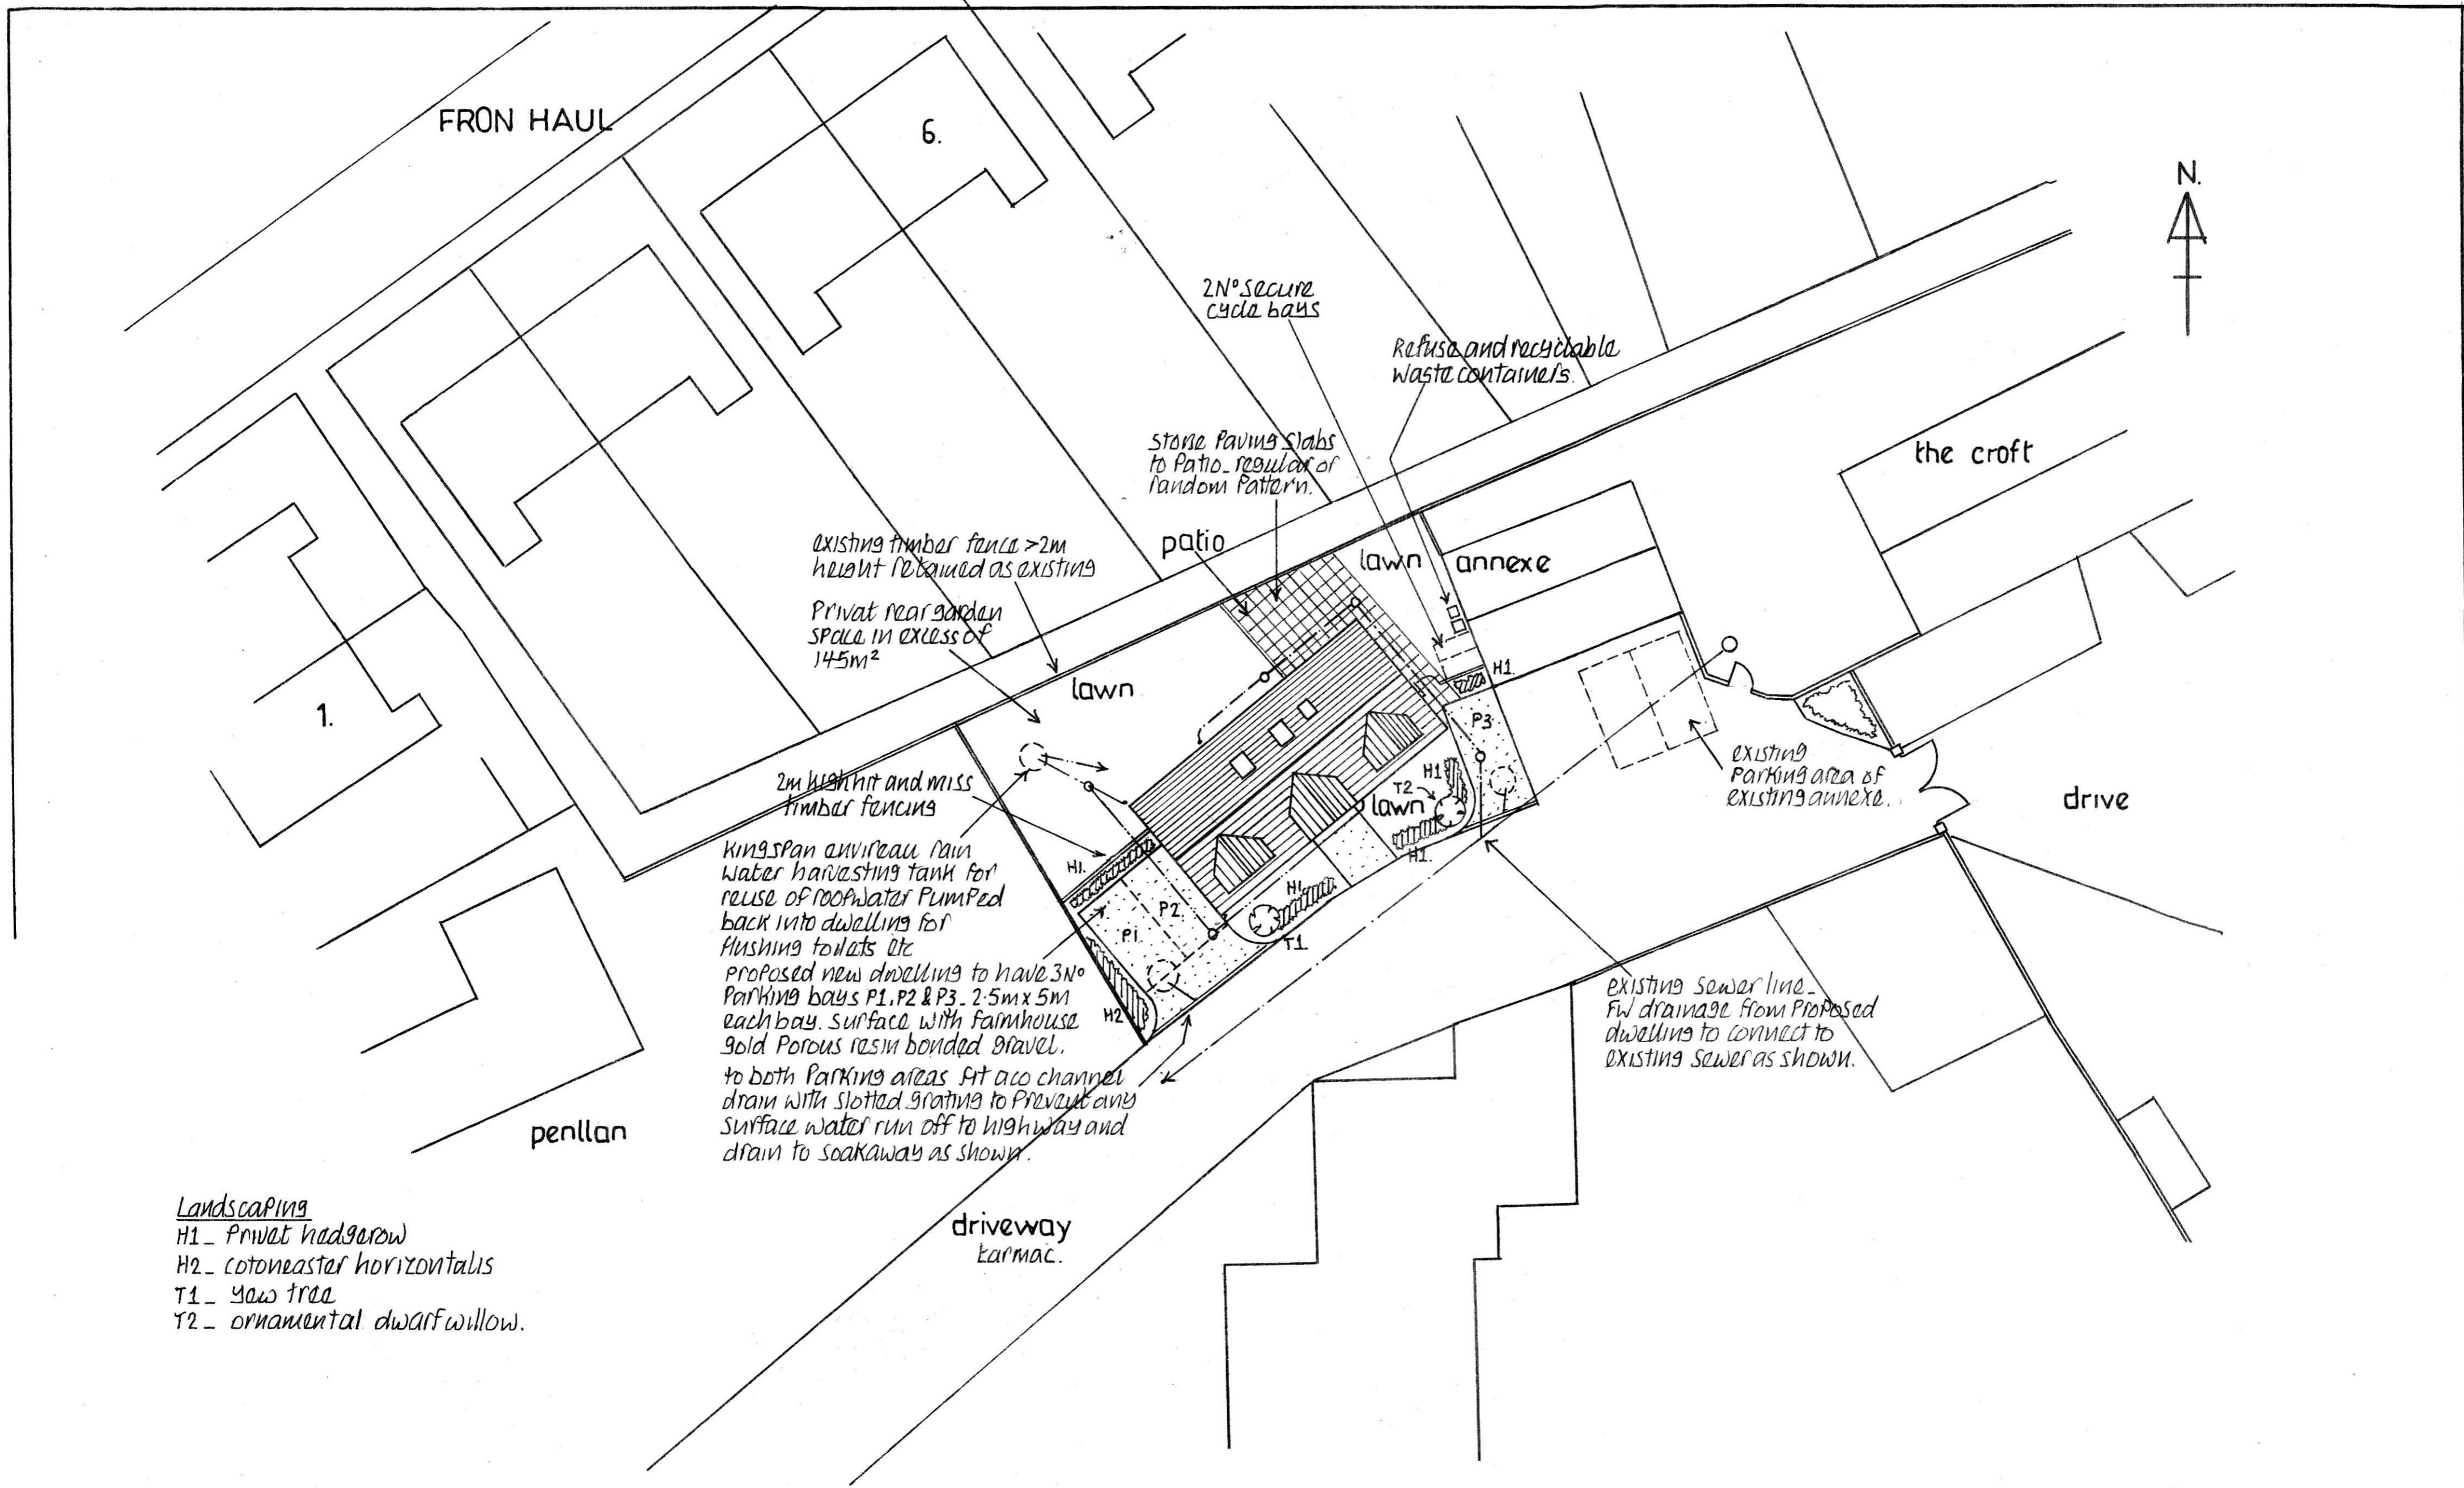 FRON HAUL
6.
N.
2N° secure
cycle bays
Refuse and recyclable
waste containers.
the croft
Stone Paving slabs
to Patio_ regular or
random Pattern.
existing timber fence >2m
height retained as existing
patio
lawn
annexe
Privat rear garden
space in excess of
145m²
lawn
H1.
1.
P3
existing
Parking area of
existing annexe.
drive
2m high hit and miss
timber fencing
H1
T2
lawn
H1.
Kingspan envireau rain
water harvesting tank for
reuse of roofwater Pumped
back into dwelling for
flushing toilets etc
H1.
P2
P1.
H1.
T1.
Proposed new dwelling to have 3N°
Parking bays P1, P2 & P3_ 2·5m x 5m
each bay. surface with farmhouse
gold Porous resin bonded gravel.
H2
to both Parking areas fit aco channel
drain with slotted grating to Prevent any
surface water run off to highway and
drain to soakaway as shown.
existing sewer line_
FW drainage from Proposed
dwelling to connect to
existing sewer as shown.
penllan
driveway
tarmac.
Landscaping
H1_ Privet hedgerow
H2_ cotoneaster horizontalis
T1_ yew tree
T2_ ornamental dwarf willow.